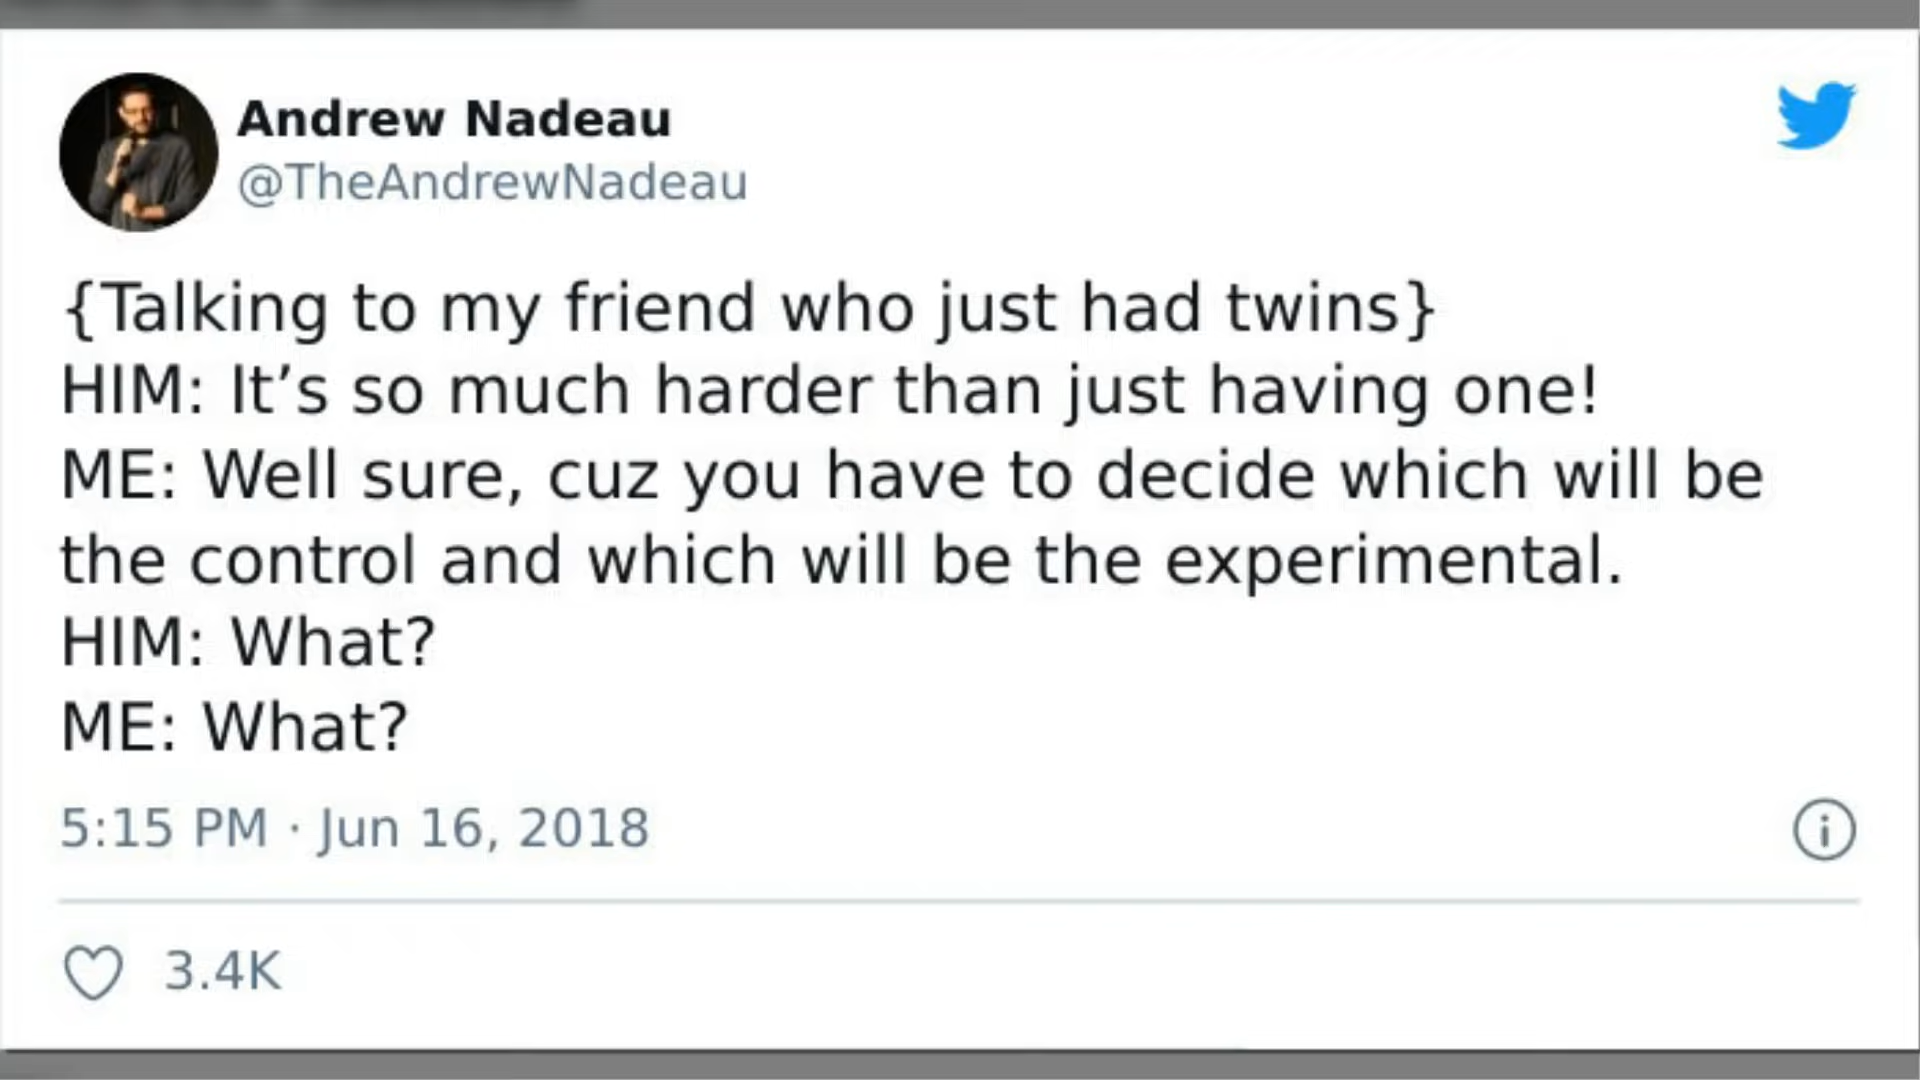 Andrew Nadeau
@TheAndrewNadeau
{Talking to my friend who just had twins}
HIM: It’s so much harder than just having one!
ME: Well sure, cuz you have to decide which will be
the control and which will be the experimental.
HIM: What?
ME: What?
5:15 PM · Jun 16, 2018
3.4K